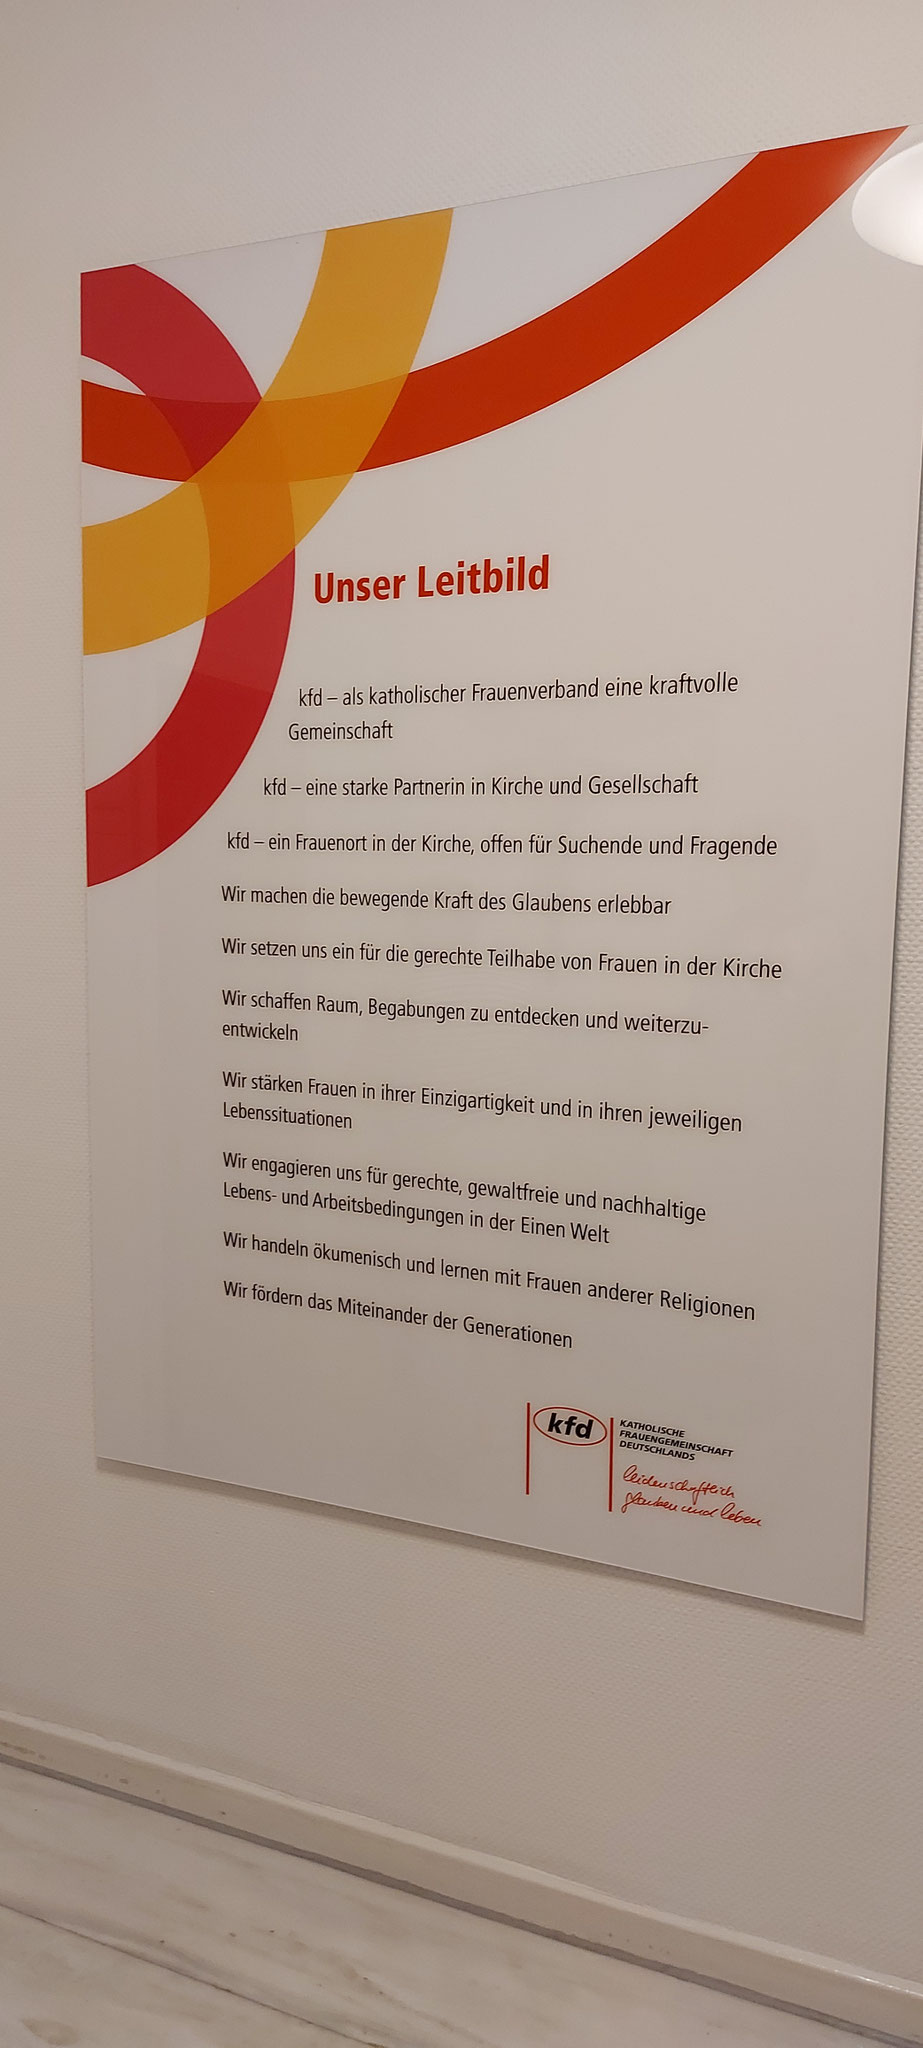 Unser Leitbild
kfd – als katholischer Frauenverband eine kraftvolle
Gemeinschaft
kfd – eine starke Partnerin in Kirche und Gesellschaft
kfd – ein Frauenort in der Kirche, offen für Suchende und Fragende
Wir machen die bewegende Kraft des Glaubens erlebbar
Wir setzen uns ein für die gerechte Teilhabe von Frauen in der Kirche
Wir schaffen Raum, Begabungen zu entdecken und weiterzu-
entwickeln
Wir stärken Frauen in ihrer Einzigartigkeit und in ihren jeweiligen
Lebenssituationen
Wir engagieren uns für gerechte, gewaltfreie und nachhaltige
Lebens- und Arbeitsbedingungen in der Einen Welt
Wir handeln ökumenisch und lernen mit Frauen anderer Religionen
Wir fördern das Miteinander der Generationen
kfd
KATHOLISCHE
FRAUENGEMEINSCHAFT
DEUTSCHLANDS
leidenschaftlich
glauben und leben